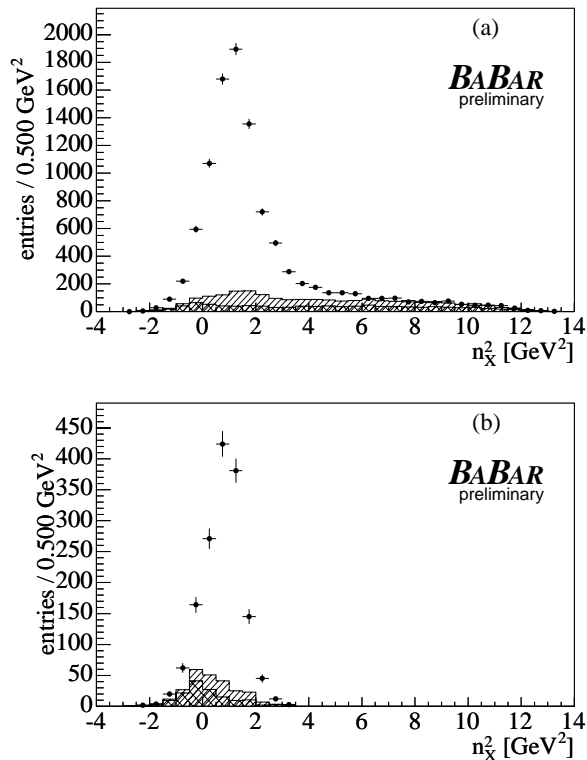 (a)
BABAR
preliminary
entries / 0.500 GeV²
2000
1800
1600
1400
1200
1000
800
600
400
200
0
-4 -2 0 2 4 6 8 10 12 14
n²X [GeV²]
(b)
BABAR
preliminary
entries / 0.500 GeV²
450
400
350
300
250
200
150
100
50
0
-4 -2 0 2 4 6 8 10 12 14
n²X [GeV²]